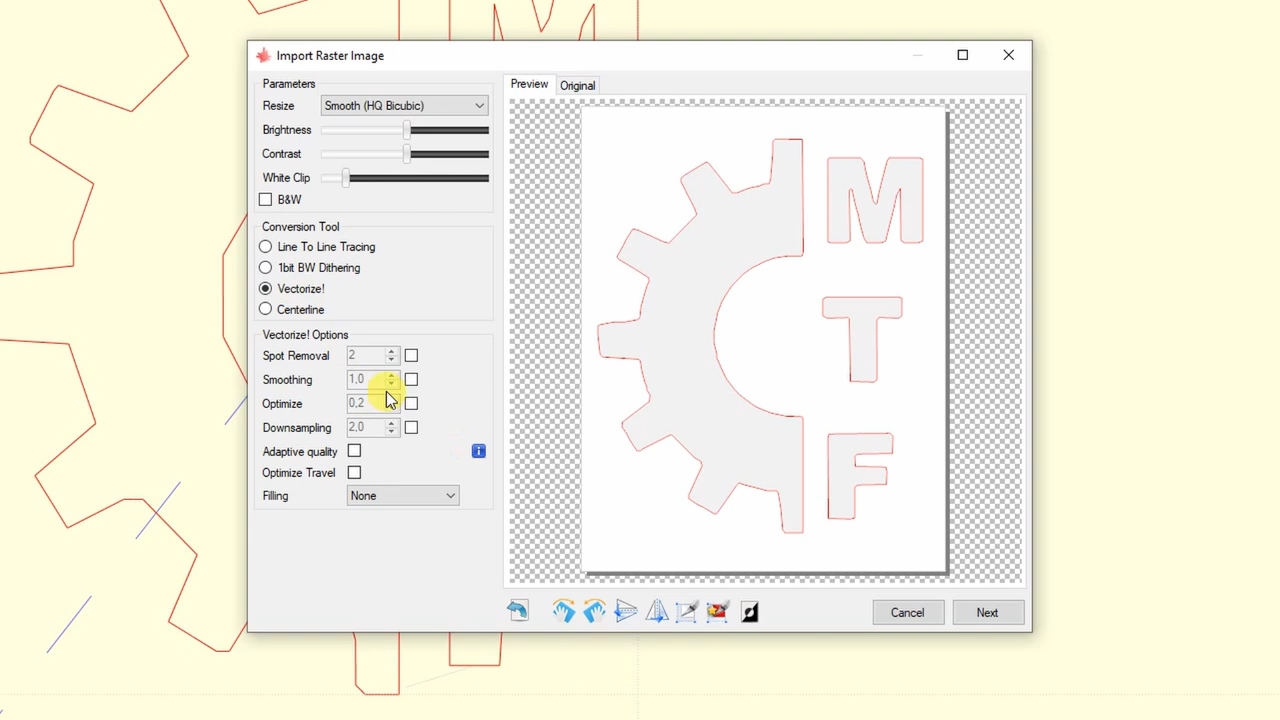 Import Raster Image
Parameters
Resize Smooth (HQ Bicubic)
Brightness
Contrast
White Clip
B&W
Conversion Tool
Line To Line Tracing
1bit BW Dithering
Vectorize!
Centerline
Vectorize! Options
Spot Removal 2
Smoothing 1,0
Optimize 0,2
Downsampling 2,0
Adaptive quality
Optimize Travel
Filling None
Preview Original
M
T
F
Cancel Next